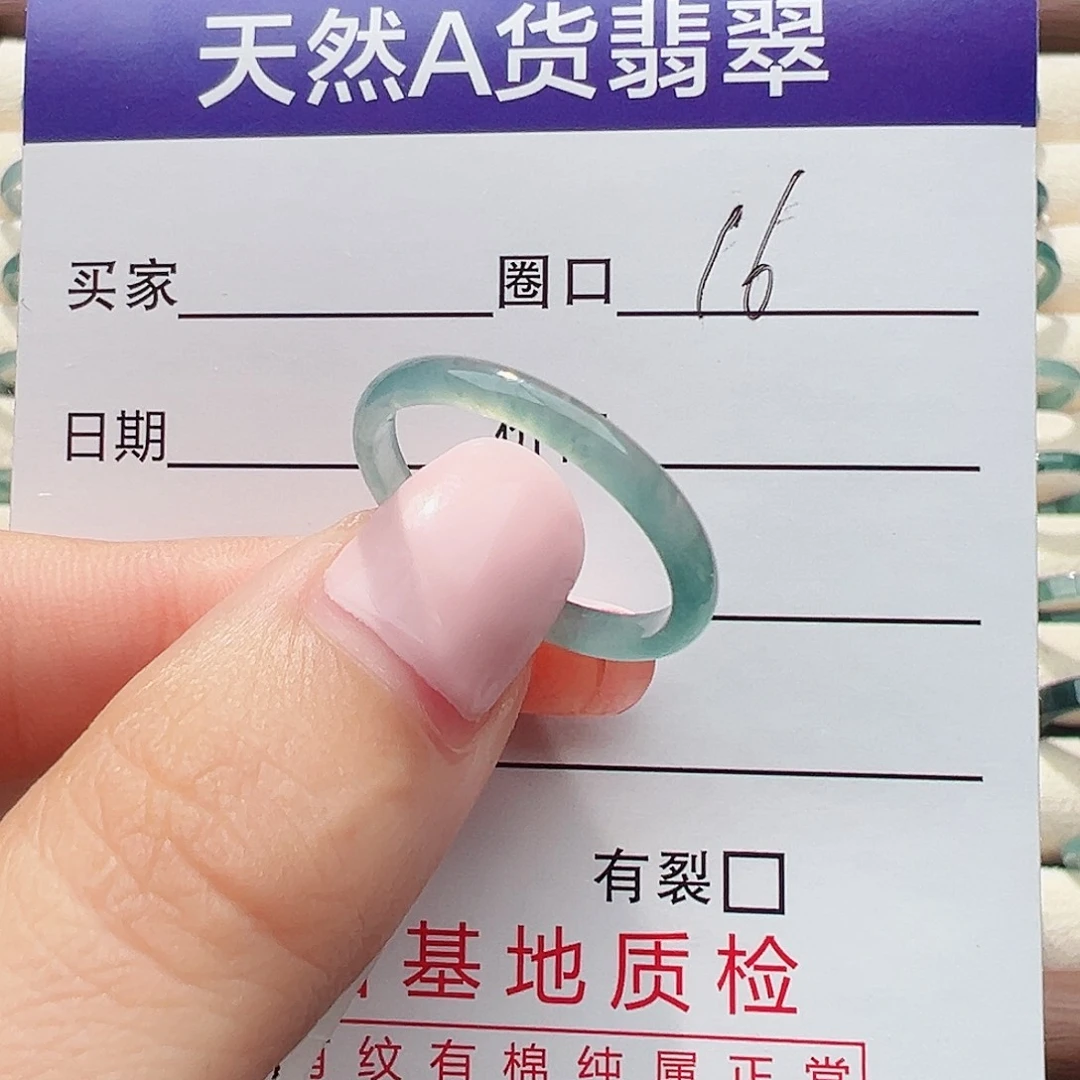 天然A货翡翠
买家 圈口 16
日期
有裂
基地质检
纹有棉纯属正常